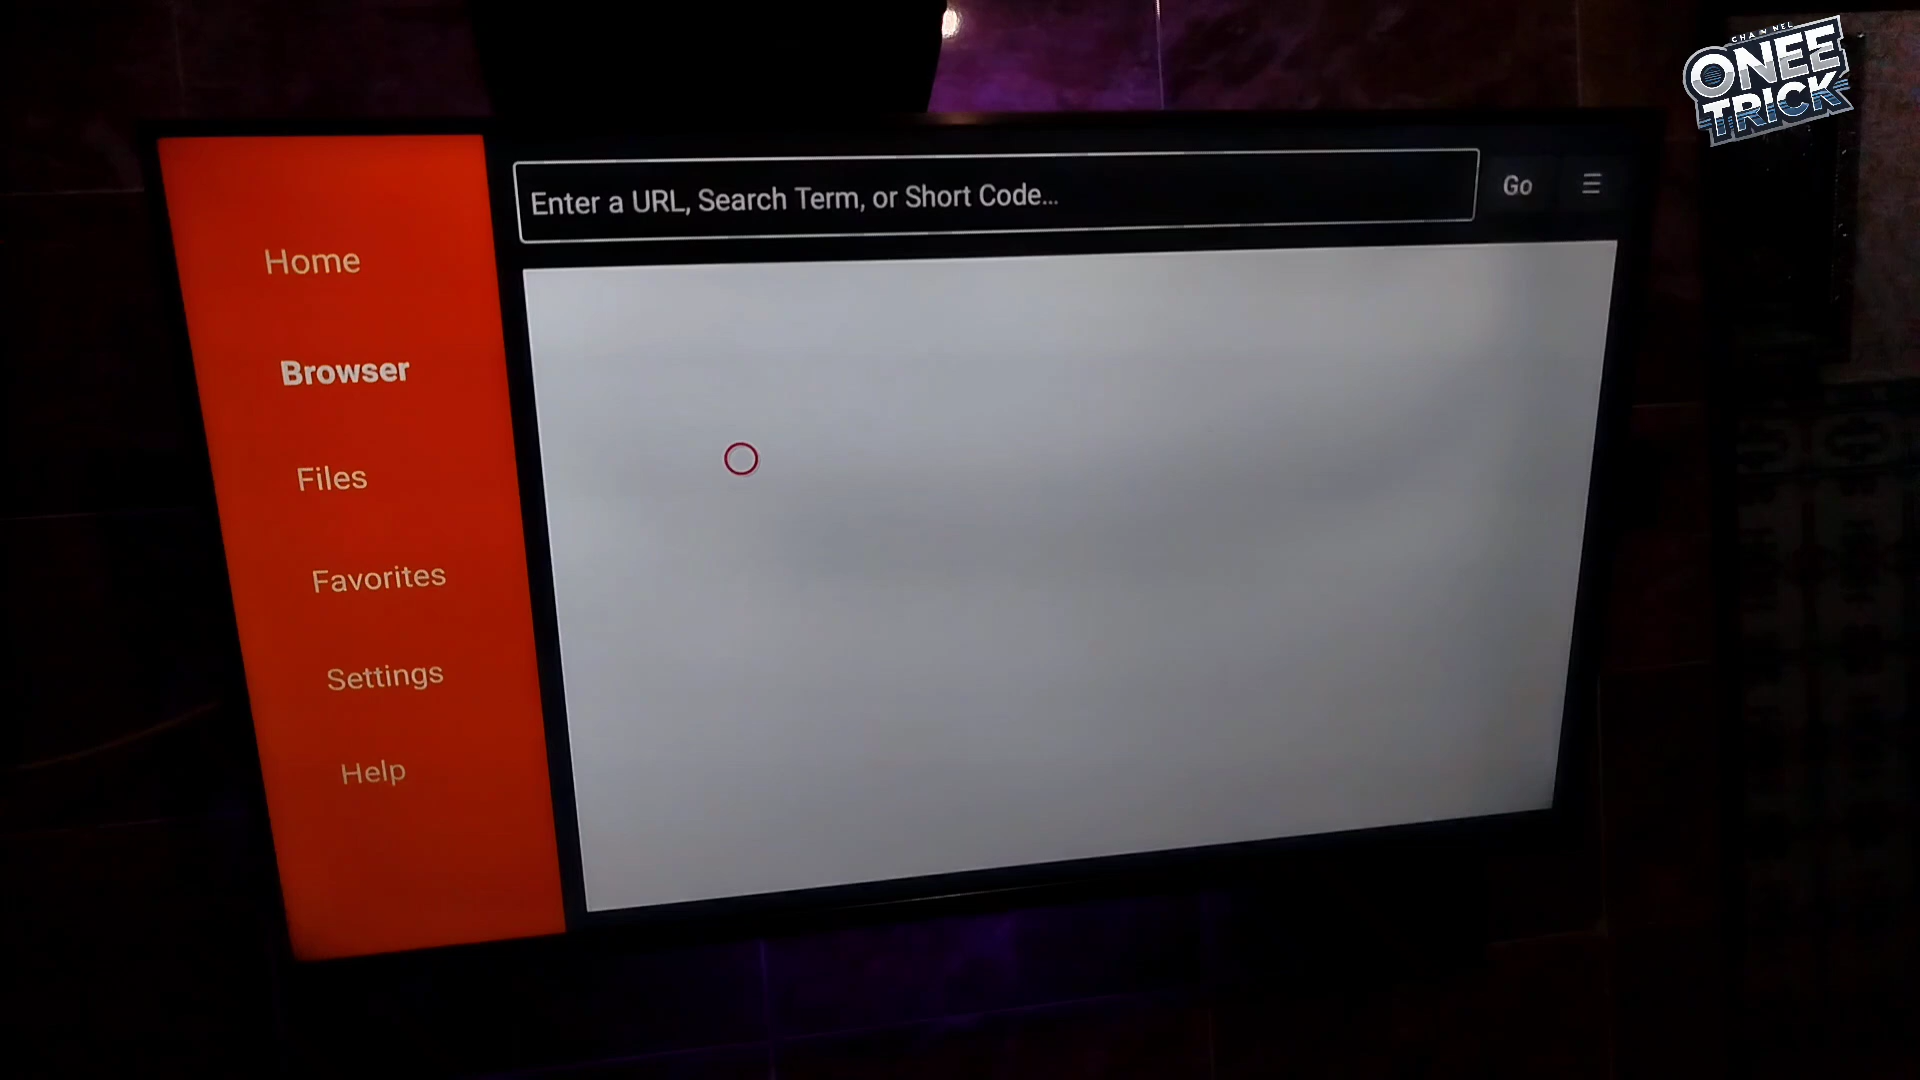 CHANNEL
ONEE
TRICK
Enter a URL, Search Term, or Short Code...
Go
Home
Browser
Files
Favorites
Settings
Help